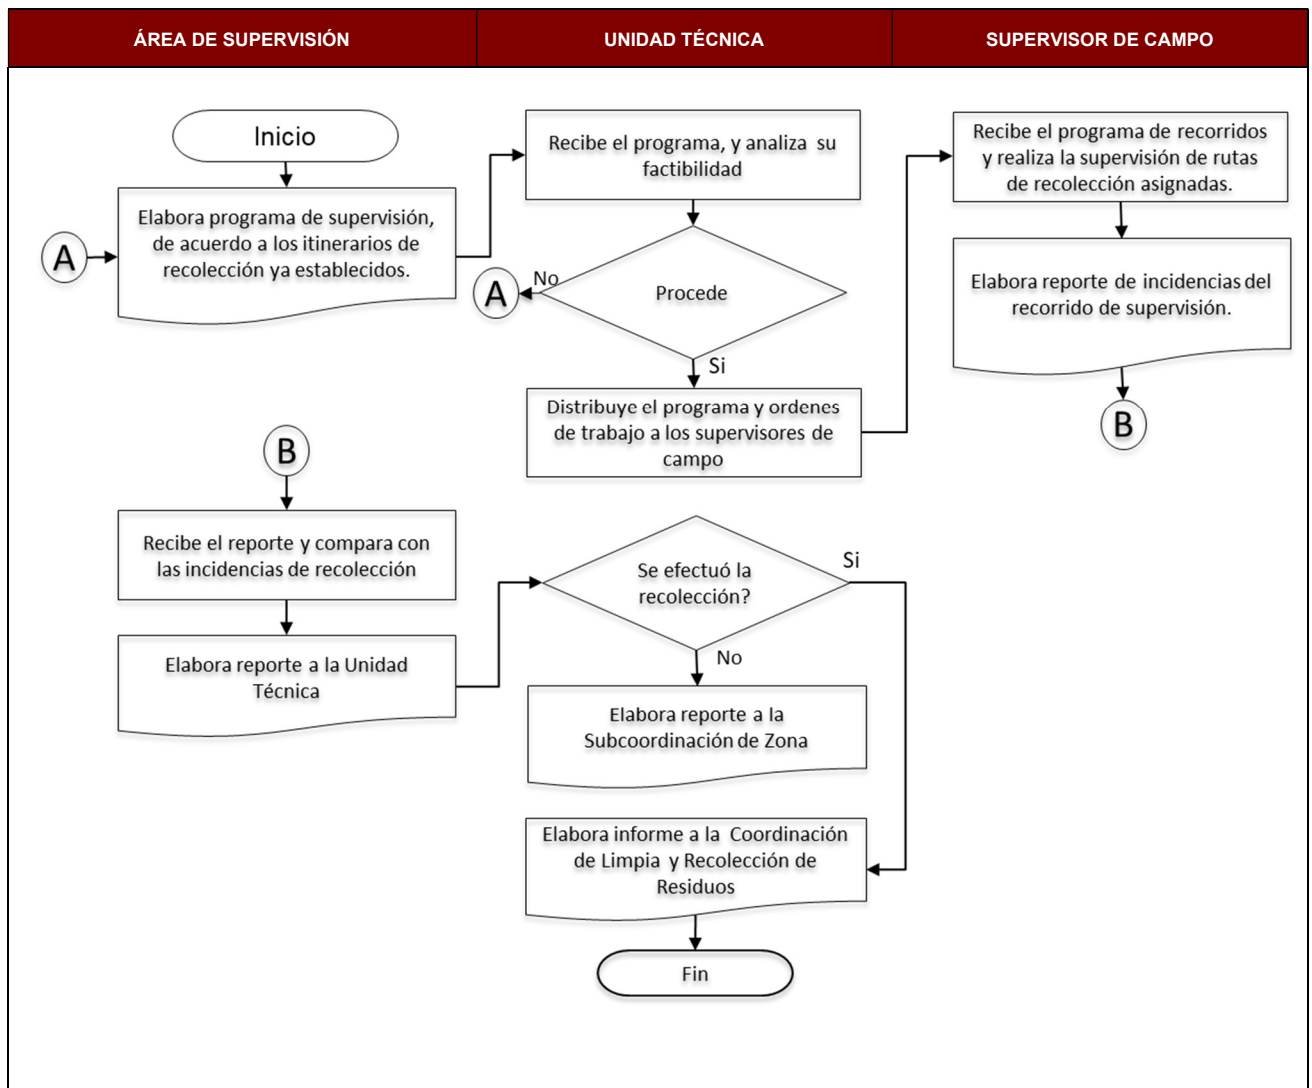 ÁREA DE SUPERVISIÓN
UNIDAD TÉCNICA
SUPERVISOR DE CAMPO
Inicio
Elabora programa de supervisión,
de acuerdo a los itinerarios de
recolección ya establecidos.
A
Recibe el programa, y analiza su
factibilidad
Procede
No
A
Si
Distribuye el programa y ordenes
de trabajo a los supervisores de
campo
Recibe el programa de recorridos
y realiza la supervisión de rutas
de recolección asignadas.
Elabora reporte de incidencias del
recorrido de supervisión.
B
B
Recibe el reporte y compara con
las incidencias de recolección
Elabora reporte a la Unidad
Técnica
Se efectuó la
recolección?
Si
No
Elabora reporte a la
Subcoordinación de Zona
Elabora informe a la Coordinación
de Limpia y Recolección de
Residuos
Fin